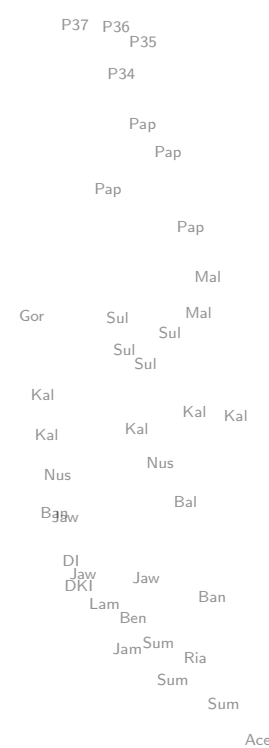 P37
P36
P35
P34
Pap
Pap
Pap
Pap
Mal
Mal
Gor
Sul
Sul
Sul
Sul
Kal
Kal
Kal
Kal
Kal
Nus
Nus
Bal
Ban
Jaw
DI
Jaw
Jaw
DKI
Ban
Lam
Ben
Sum
Jam
Ria
Sum
Sum
Ace